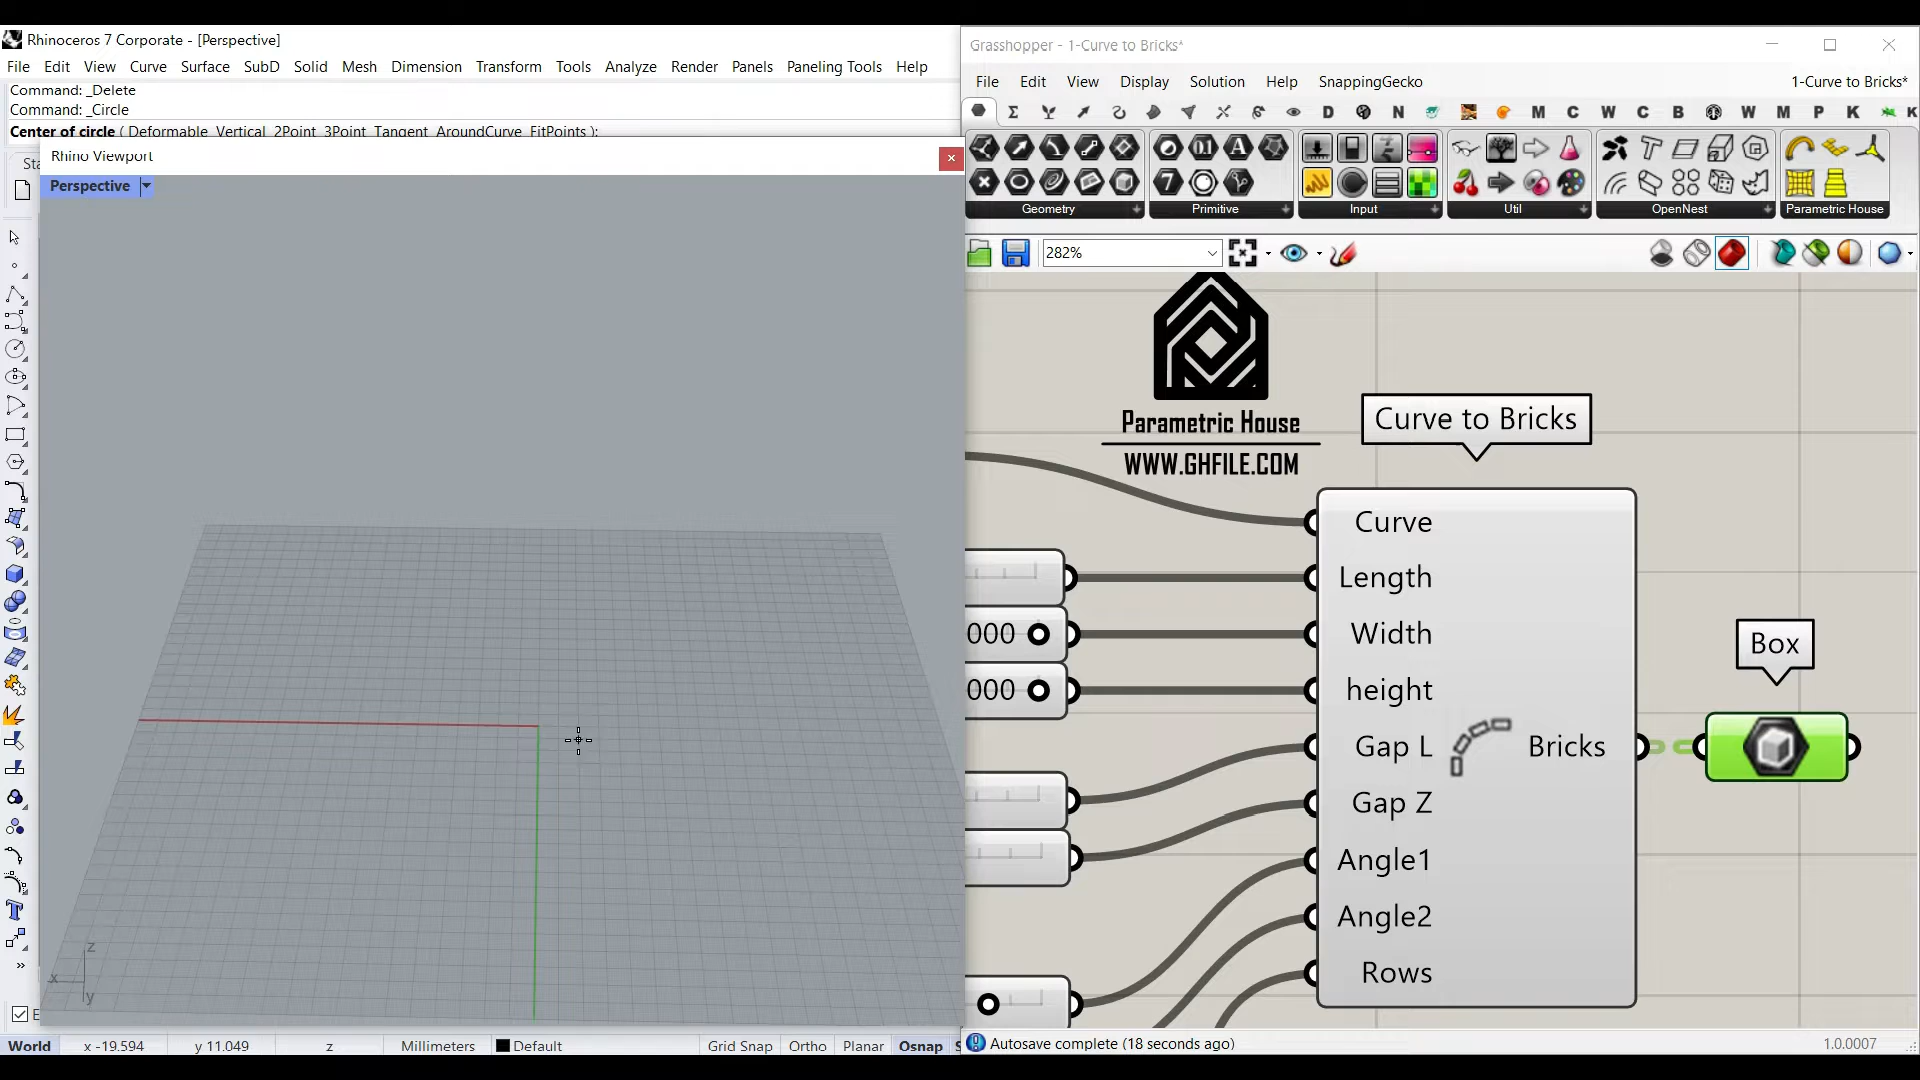 Rhinoceros 7 Corporate - [Perspective]
File Edit View Curve Surface SubD Solid Mesh Dimension Transform Tools Analyze Render Panels Paneling Tools Help
Command: _Delete
Command: _Circle
Center of circle ( Deformable Vertical 2Point 3Point Tangent AroundCurve FitPoints ):
Sta
Rhino Viewport
Perspective
z
x
y
E
World x -19.594 y 11.049 z Millimeters Default Grid Snap Ortho Planar Osnap S
Grasshopper - 1-Curve to Bricks*
File Edit View Display Solution Help SnappingGecko 1-Curve to Bricks*
D N M C W C B W M P K K
Geometry Primitive Input Util OpenNest Parametric House
282%
Parametric House
WWW.GHFILE.COM
Curve to Bricks
Curve
Length
000 Width
000 height
Gap L Bricks
Gap Z
Angle1
Angle2
Rows
Box
Autosave complete (18 seconds ago) 1.0.0007